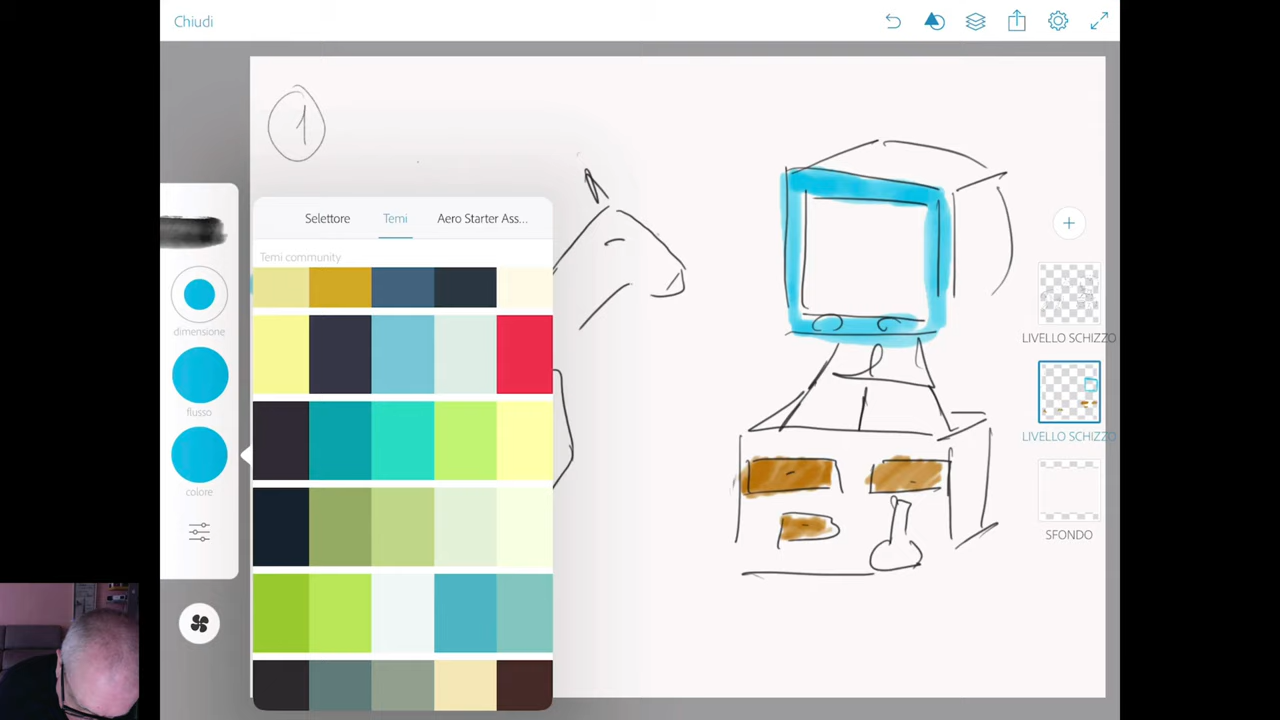 Chiudi
1
Selettore
Temi
Aero Starter Ass...
Temi community
dimensione
flusso
colore
LIVELLO SCHIZZO
LIVELLO SCHIZZO
SFONDO